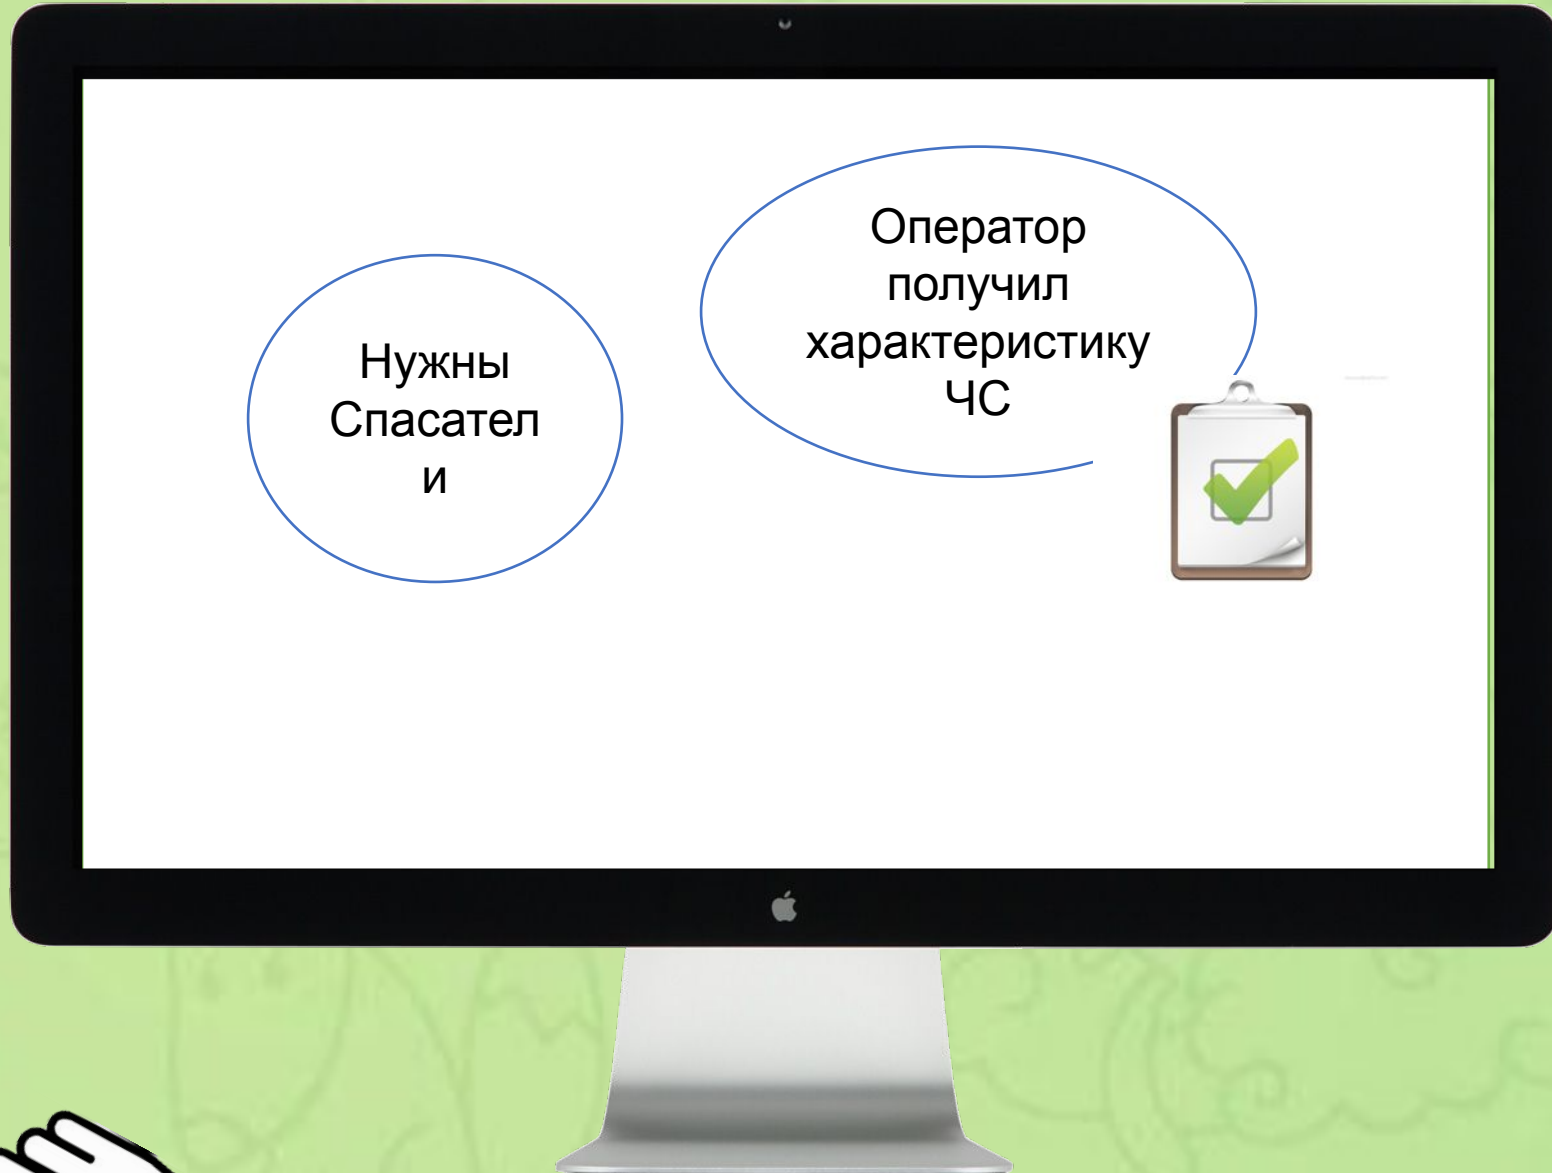 Нужны
Спасател
и
Оператор
получил
характеристику
ЧС